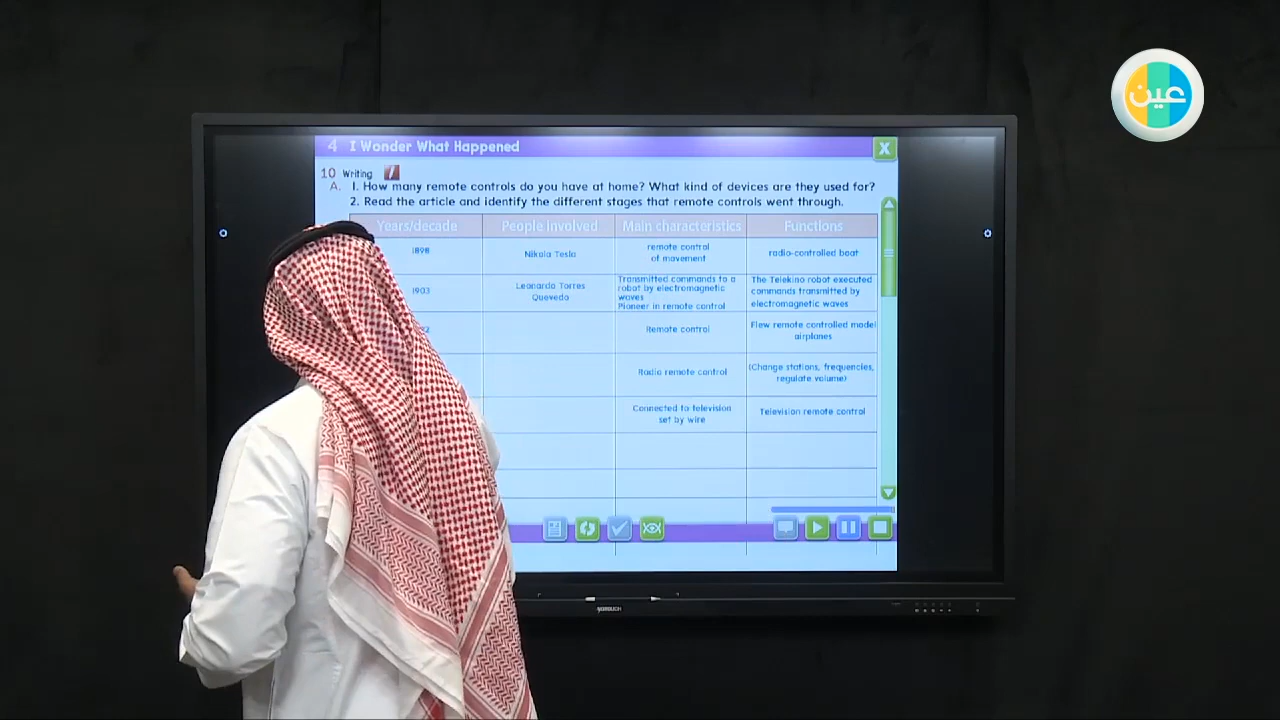 عين
4 I Wonder What Happened
X
10 Writing
A. 1. How many remote controls do you have at home? What kind of devices are they used for?
2. Read the article and identify the different stages that remote controls went through.
Years/decade People Involved Main characteristics Functions
1898 Nikola Tesla remote control of movement radio-controlled boat
1903 Leonardo Torres Quevedo Transmitted commands to a robot by electromagnetic waves Pioneer in remote control The Telekino robot executed commands transmitted by electromagnetic waves
Remote control Flew remote controlled model airplanes
Radio remote control (Change stations, frequencies, regulate volume)
Connected to television set by wire Television remote control